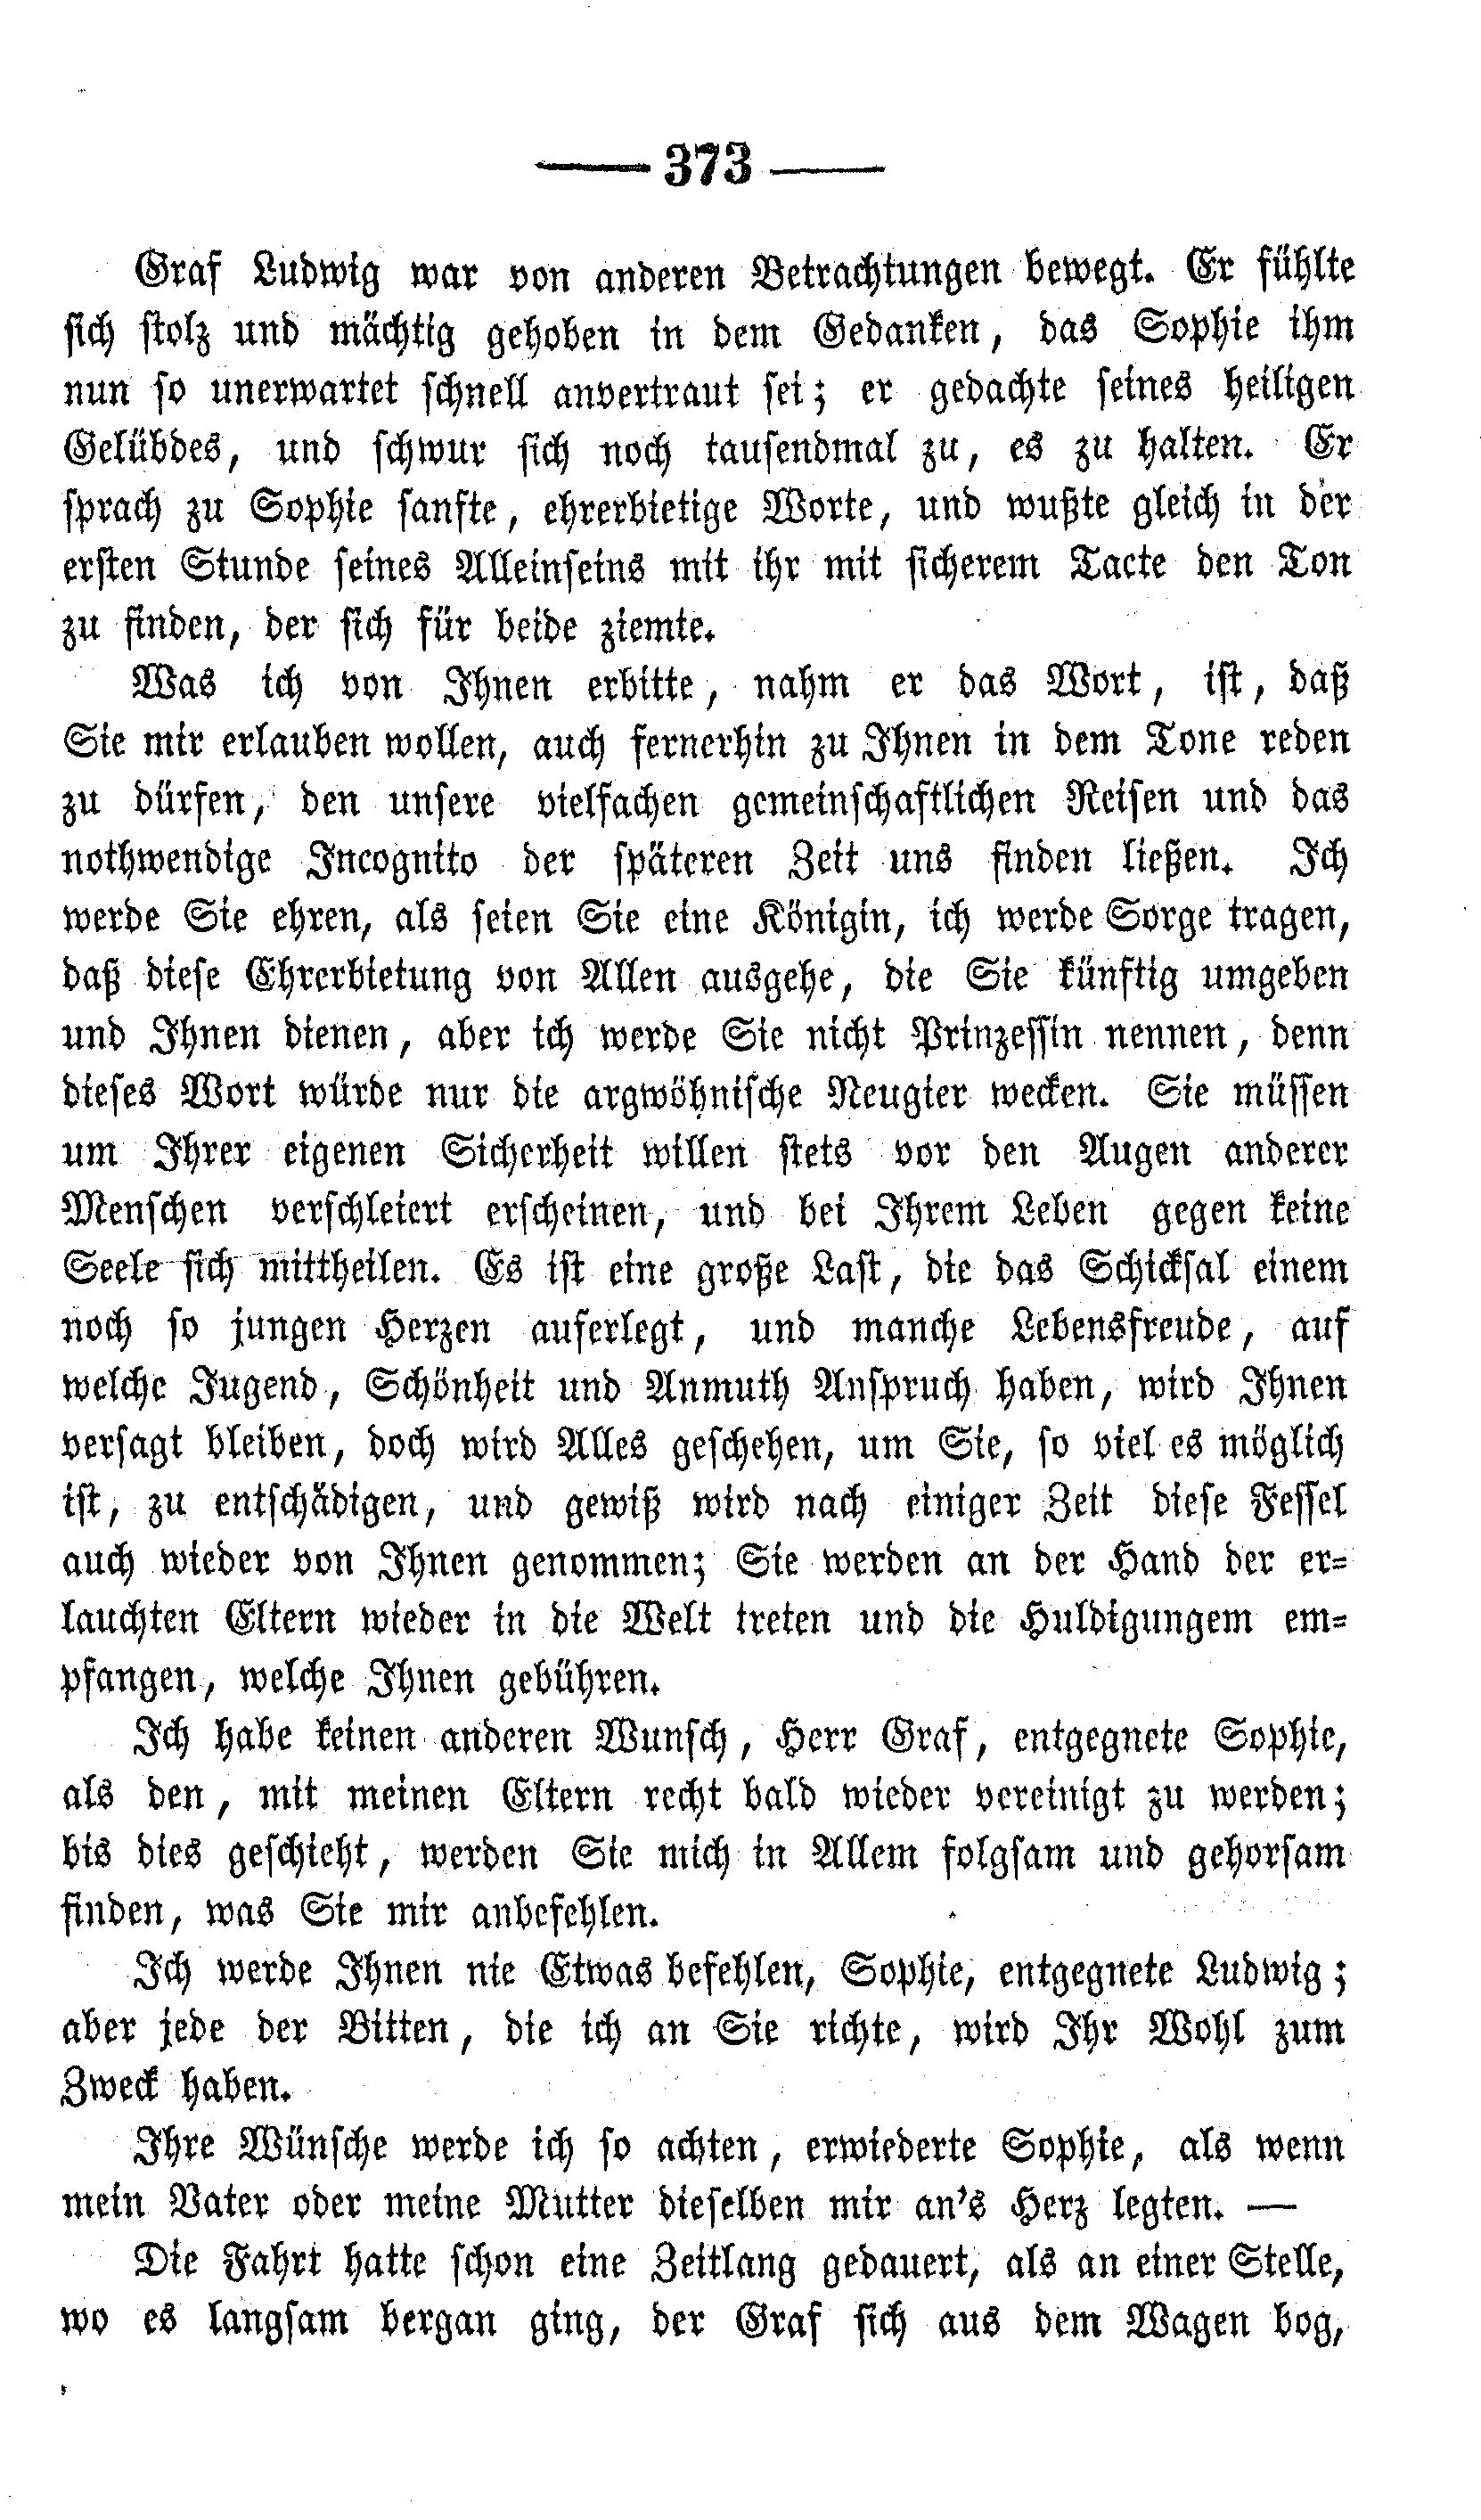 — 373 —
Graf Ludwig war von anderen Betrachtungen bewegt. Er fühlte
sich stolz und mächtig gehoben in dem Gedanken, das Sophie ihm
nun so unerwartet schnell anvertraut sei; er gedachte seines heiligen
Gelübdes, und schwur sich noch tausendmal zu, es zu halten. Er
sprach zu Sophie sanfte, ehrerbietige Worte, und wußte gleich in der
ersten Stunde seines Alleinseins mit ihr mit sicherem Tacte den Ton
zu finden, der sich für beide ziemte.
Was ich von Ihnen erbitte, nahm er das Wort, ist, daß
Sie mir erlauben wollen, auch fernerhin zu Ihnen in dem Tone reden
zu dürfen, den unsere vielfachen gemeinschaftlichen Reisen und das
nothwendige Incognito der späteren Zeit uns finden ließen. Ich
werde Sie ehren, als seien Sie eine Königin, ich werde Sorge tragen,
daß diese Ehrerbietung von Allen ausgehe, die Sie künftig umgeben
und Ihnen dienen, aber ich werde Sie nicht Prinzessin nennen, denn
dieses Wort würde nur die argwöhnische Neugier wecken. Sie müssen
um Ihrer eigenen Sicherheit willen stets vor den Augen anderer
Menschen verschleiert erscheinen, und bei Ihrem Leben gegen keine
Seele sich mittheilen. Es ist eine große Last, die das Schicksal einem
noch so jungen Herzen auferlegt, und manche Lebensfreude, auf
welche Jugend, Schönheit und Anmuth Anspruch haben, wird Ihnen
versagt bleiben, doch wird Alles geschehen, um Sie, so viel es möglich
ist, zu entschädigen, und gewiß wird nach einiger Zeit diese Fessel
auch wieder von Ihnen genommen; Sie werden an der Hand der er-
lauchten Eltern wieder in die Welt treten und die Huldigungem em-
pfangen, welche Ihnen gebühren.
Ich habe keinen anderen Wunsch, Herr Graf, entgegnete Sophie,
als den, mit meinen Eltern recht bald wieder vereinigt zu werden;
bis dies geschieht, werden Sie mich in Allem folgsam und gehorsam
finden, was Sie mir anbefehlen.
Ich werde Ihnen nie Etwas befehlen, Sophie, entgegnete Ludwig;
aber jede der Bitten, die ich an Sie richte, wird Ihr Wohl zum
Zweck haben.
Ihre Wünsche werde ich so achten, erwiederte Sophie, als wenn
mein Vater oder meine Mutter dieselben mir an's Herz legten. —
Die Fahrt hatte schon eine Zeitlang gedauert, als an einer Stelle,
wo es langsam bergan ging, der Graf sich aus dem Wagen bog,